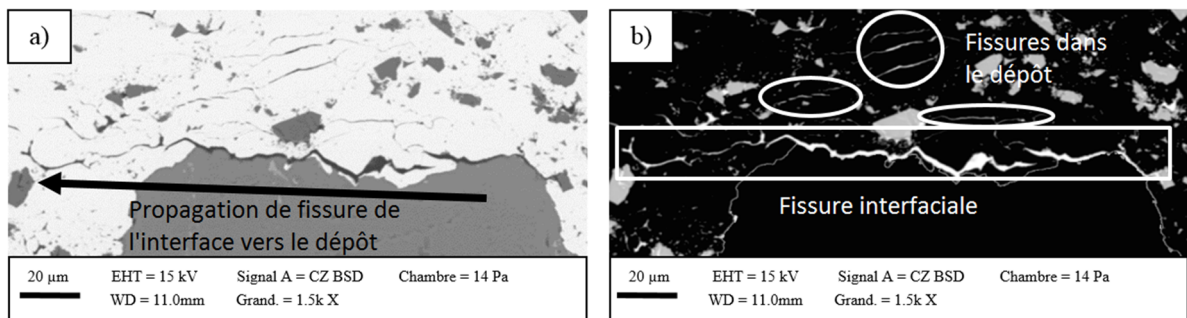 a)
Propagation de fissure de
l'interface vers le dépôt
20 µm EHT = 15 kV Signal A = CZ BSD Chambre = 14 Pa
WD = 11.0mm Grand. = 1.5k X
b)
Fissures dans
le dépôt
Fissure interfaciale
20 µm EHT = 15 kV Signal A = CZ BSD Chambre = 14 Pa
WD = 11.0mm Grand. = 1.5k X